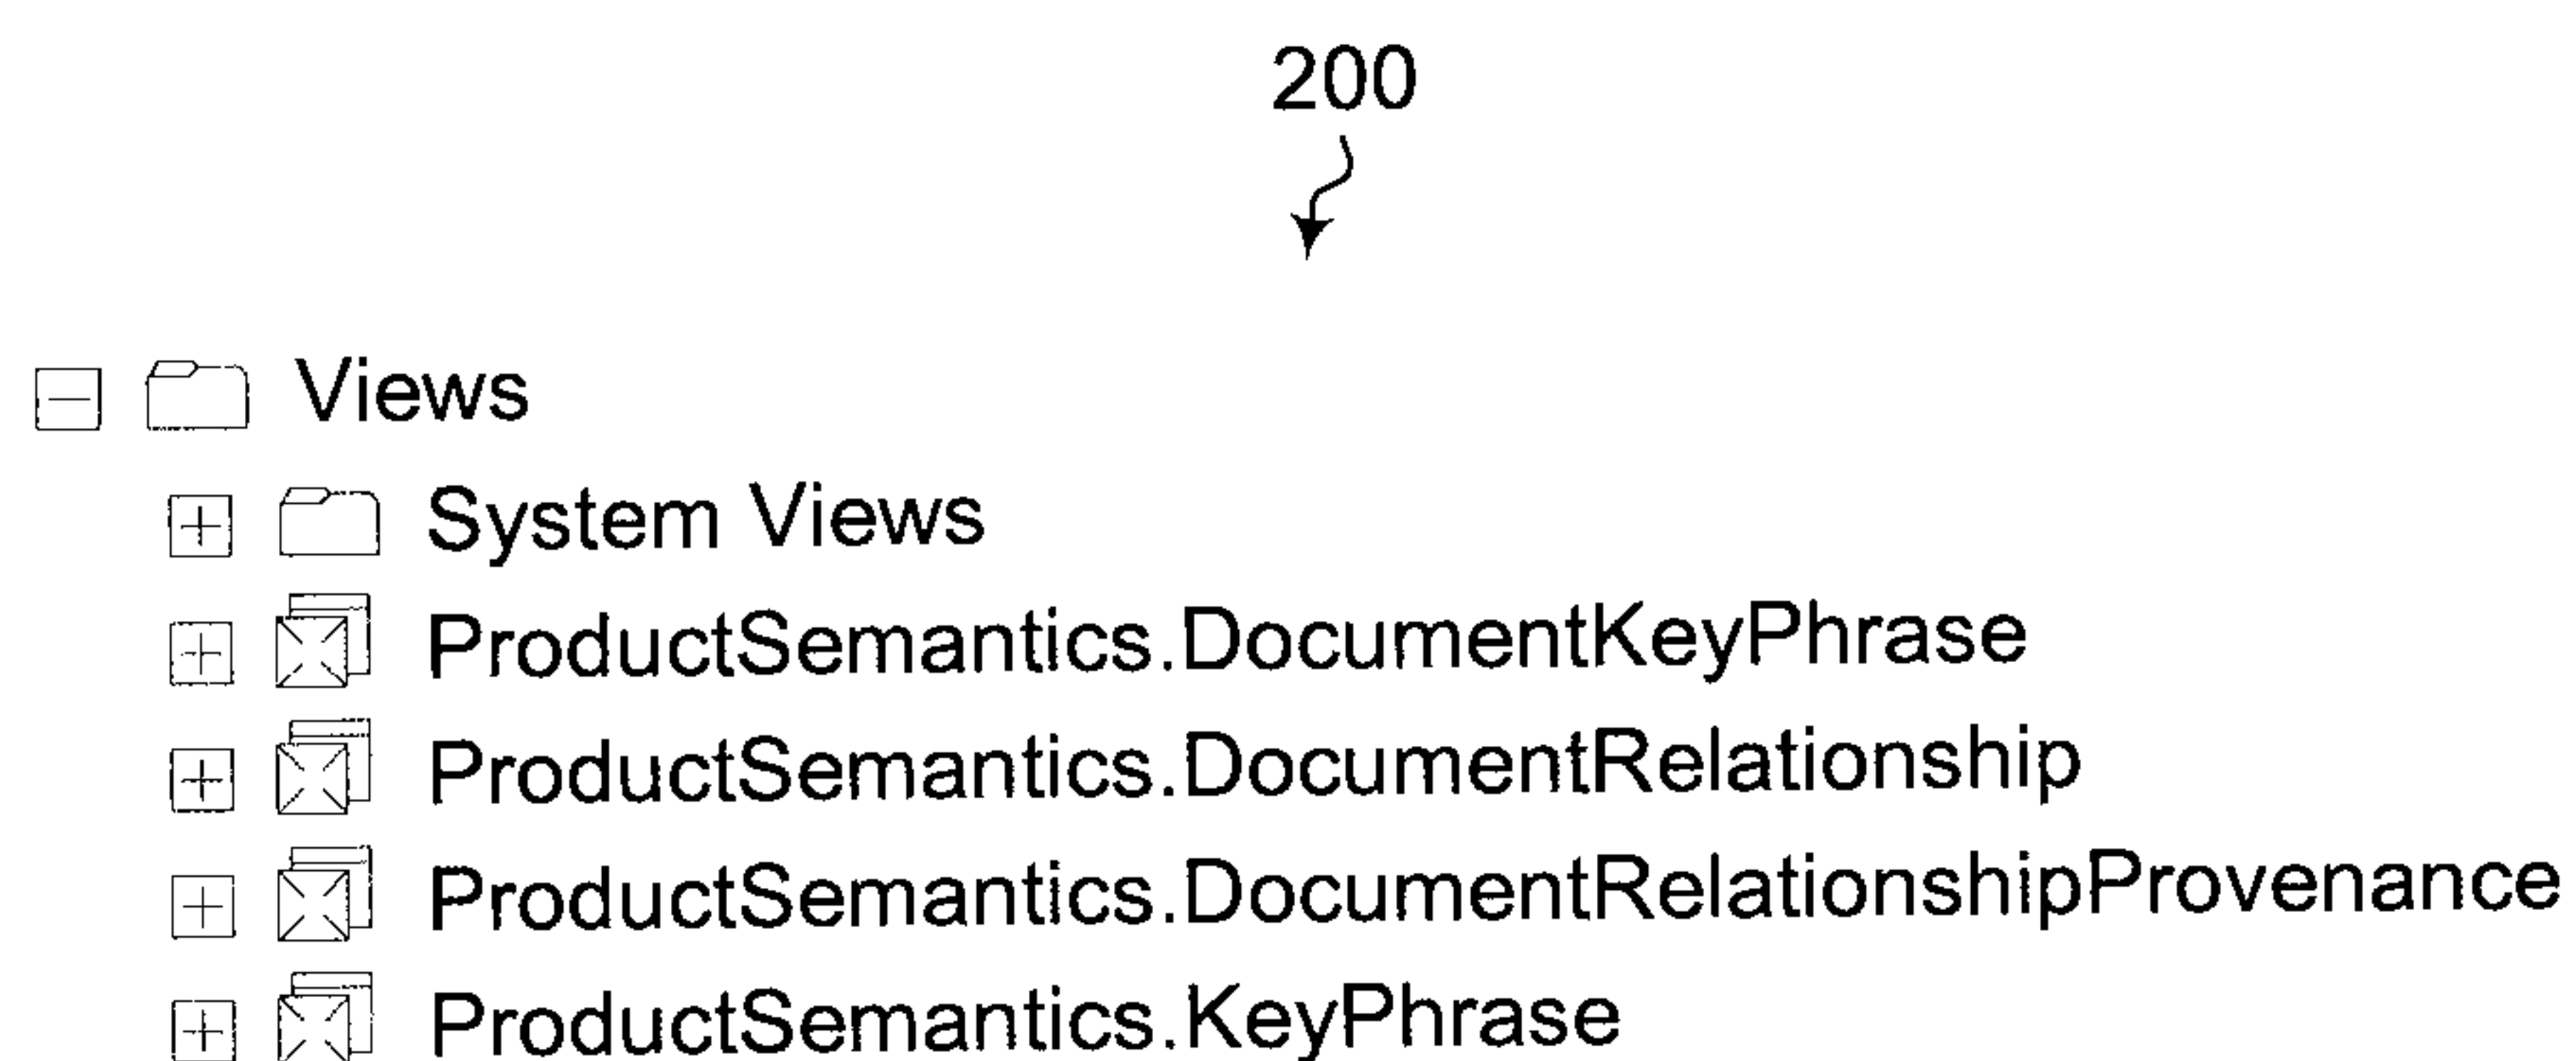 200
Views
System Views
ProductSemantics.DocumentKeyPhrase
ProductSemantics.DocumentRelationship
ProductSemantics.DocumentRelationshipProvenance
ProductSemantics.KeyPhrase